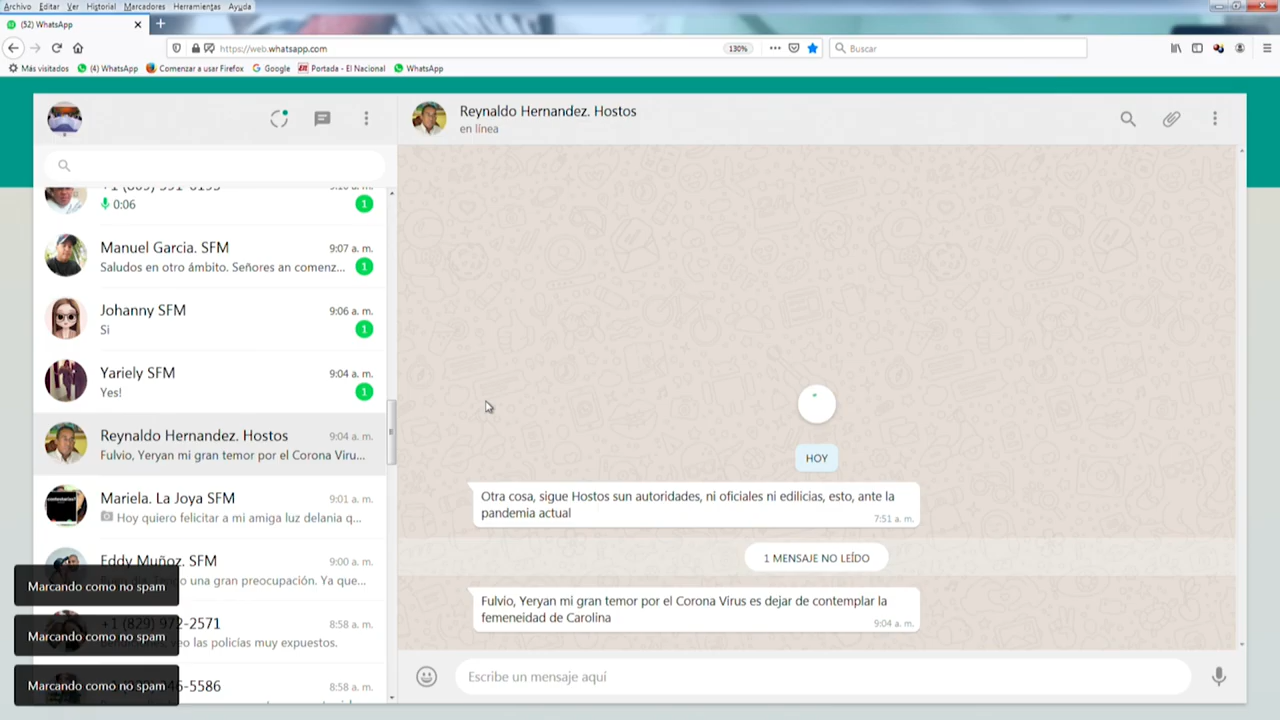 Archivo Editar Ver Historial Marcadores Herramientas Ayuda
(52) WhatsApp
https://web.whatsapp.com
130%
Buscar
Más visitados (4) WhatsApp Comenzar a usar Firefox Google Portada - El Nacional WhatsApp
Reynaldo Hernandez. Hostos
en línea
0:06
1
Manuel Garcia. SFM
9:07 a. m.
Saludos en otro ámbito. Señores an comenz...
1
Johanny SFM
9:06 a. m.
Si
1
Yariely SFM
9:04 a. m.
Yes!
1
Reynaldo Hernandez. Hostos
9:04 a. m.
Fulvio, Yeryan mi gran temor por el Corona Viru...
Mariela. La Joya SFM
9:01 a. m.
Hoy quiero felicitar a mi amiga luz delania q...
Eddy Muñoz. SFM
9:00 a. m.
una gran preocupación. Ya que...
Marcando como no spam
972-2571
8:58 a. m.
veo las policías muy expuestos.
Marcando como no spam
46-5586
8:58 a. m.
Marcando como no spam
HOY
Otra cosa, sigue Hostos sun autoridades, ni oficiales ni edilicias, esto, ante la
pandemia actual
7:51 a. m.
1 MENSAJE NO LEÍDO
Fulvio, Yeryan mi gran temor por el Corona Virus es dejar de contemplar la
femeneidad de Carolina
9:04 a. m.
Escribe un mensaje aquí